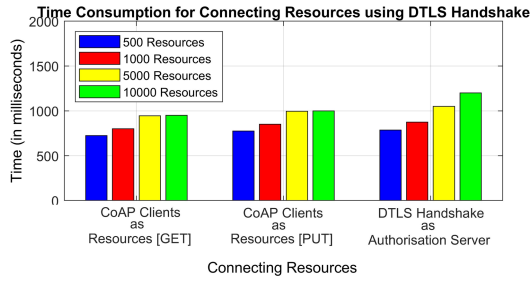 Time Consumption for Connecting Resources using DTLS Handshake
2000
1500
1000
500
0
Time (in milliseconds)
500 Resources
1000 Resources
5000 Resources
10000 Resources
CoAP Clients
as
Resources [GET]
CoAP Clients
as
Resources [PUT]
DTLS Handshake
as
Authorisation Server
Connecting Resources